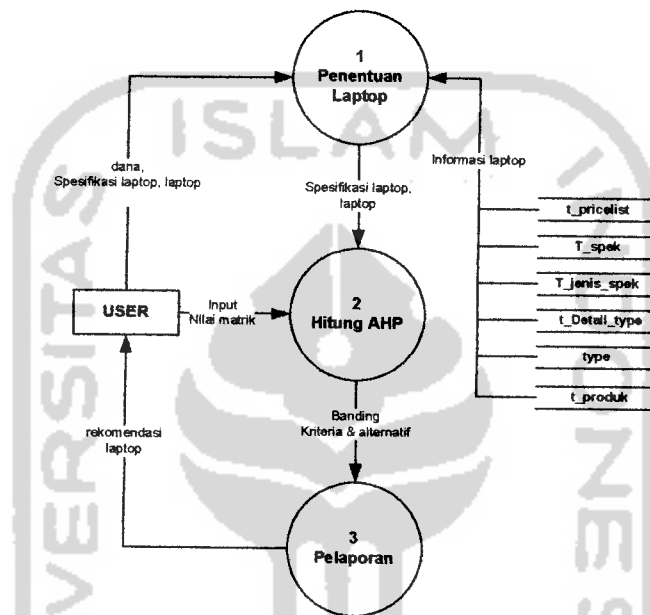 1
Penentuan
Laptop
dana,
Spesifikasi laptop, laptop
Spesifikasi laptop,
laptop
Informasi laptop
t_pricelist
T_spek
T_jenis_spek
t_Detail_type
type
t_produk
USER
Input
Nilai matrik
2
Hitung AHP
Banding
Kriteria & alternatif
rekomendasi
laptop
3
Pelaporan
ISLAM
VERSITAS